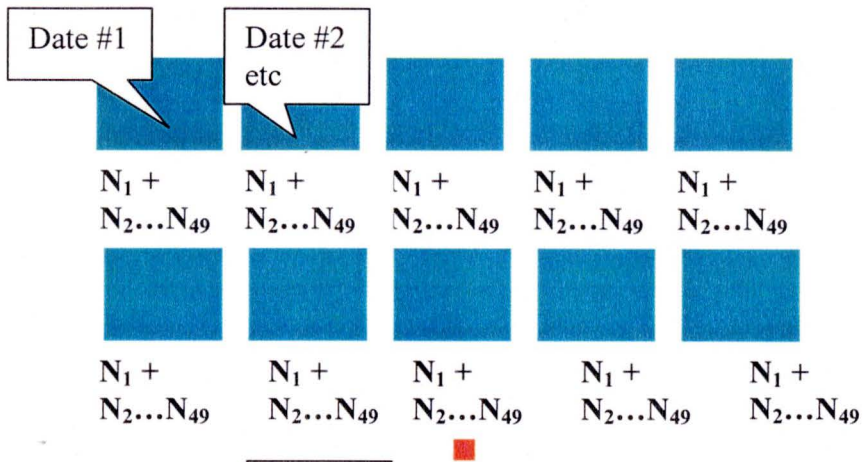 Date #1
Date #2
etc
N₁ + N₁ + N₁ + N₁ + N₁ +
N₂…N₄₉ N₂…N₄₉ N₂…N₄₉ N₂…N₄₉ N₂…N₄₉
N₁ + N₁ + N₁ + N₁ + N₁ +
N₂…N₄₉ N₂…N₄₉ N₂…N₄₉ N₂…N₄₉ N₂…N₄₉